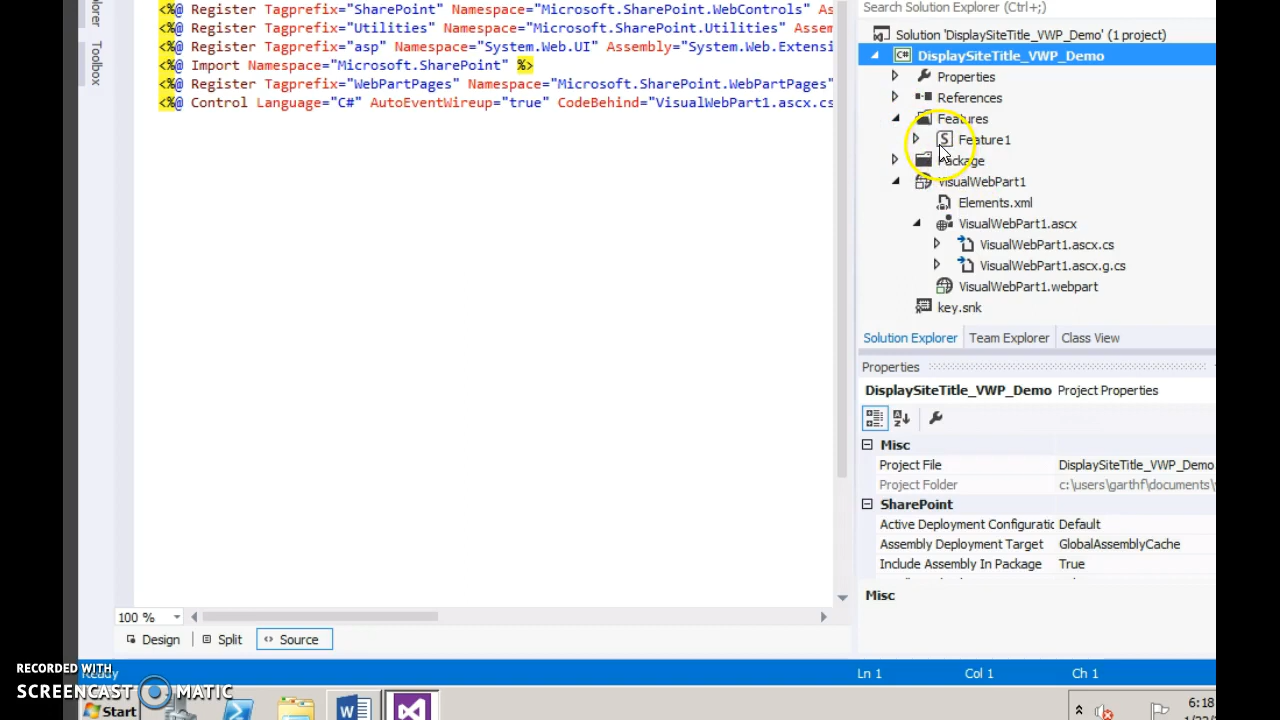 <%@ Register Tagprefix="SharePoint" Namespace="Microsoft.SharePoint.WebControls" As
<%@ Register Tagprefix="Utilities" Namespace="Microsoft.SharePoint.Utilities" Assem
<%@ Register Tagprefix="asp" Namespace="System.Web.UI" Assembly="System.Web.Extensi
<%@ Import Namespace="Microsoft.SharePoint" %>
<%@ Register Tagprefix="WebPartPages" Namespace="Microsoft.SharePoint.WebPartPages"
<%@ Control Language="C#" AutoEventWireup="true" CodeBehind="VisualWebPart1.ascx.cs
Toolbox
Search Solution Explorer (Ctrl+;)
Solution 'DisplaySiteTitle_VWP_Demo' (1 project)
C# DisplaySiteTitle_VWP_Demo
Properties
References
Features
Feature1
Package
VisualWebPart1
Elements.xml
VisualWebPart1.ascx
VisualWebPart1.ascx.cs
VisualWebPart1.ascx.g.cs
VisualWebPart1.webpart
key.snk
Solution Explorer Team Explorer Class View
Properties
DisplaySiteTitle_VWP_Demo Project Properties
Misc
Project File DisplaySiteTitle_VWP_Demo
Project Folder c:\users\garthf\documents\
SharePoint
Active Deployment Configuratic Default
Assembly Deployment Target GlobalAssemblyCache
Include Assembly In Package True
Misc
100 %
Design Split Source
Ready Ln 1 Col 1 Ch 1
RECORDED WITH
SCREENCAST MATIC
Start 6:18